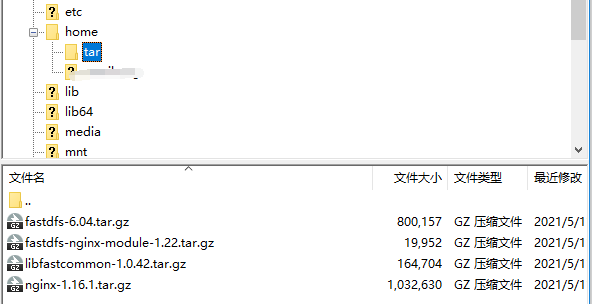 etc
home
tar
lib
lib64
media
mnt
文件名 文件大小 文件类型 最近修改
..
fastdfs-6.04.tar.gz 800,157 GZ 压缩文件 2021/5/1
fastdfs-nginx-module-1.22.tar.gz 19,952 GZ 压缩文件 2021/5/1
libfastcommon-1.0.42.tar.gz 164,704 GZ 压缩文件 2021/5/1
nginx-1.16.1.tar.gz 1,032,630 GZ 压缩文件 2021/5/1